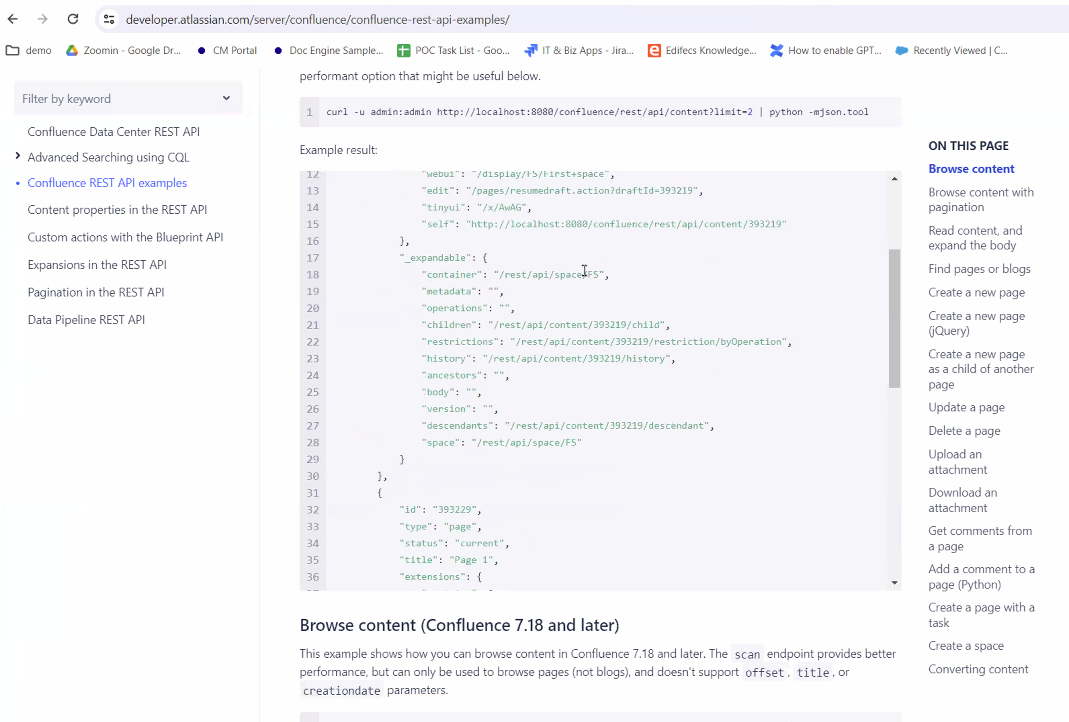 developer.atlassian.com/server/confluence/confluence-rest-api-examples/
demo
Zoomin - Google Dr...
CM Portal
Doc Engine Sample...
POC Task List - Goo...
IT & Biz Apps - Jira...
Edifecs Knowledge...
How to enable GPT...
Recently Viewed | C...
Filter by keyword
Confluence Data Center REST API
Advanced Searching using CQL
Confluence REST API examples
Content properties in the REST API
Custom actions with the Blueprint API
Expansions in the REST API
Pagination in the REST API
Data Pipeline REST API
performant option that might be useful below.
1 curl -u admin:admin http://localhost:8080/confluence/rest/api/content?limit=2 | python -mjson.tool
Example result:
12 "webui": "/display/FS/First+space",
13 "edit": "/pages/resumedraft.action?draftId=393219",
14 "tinyui": "/x/AwAG",
15 "self": "http://localhost:8080/confluence/rest/api/content/393219"
16 },
17 "_expandable": {
18 "container": "/rest/api/space/FS",
19 "metadata": "",
20 "operations": "",
21 "children": "/rest/api/content/393219/child",
22 "restrictions": "/rest/api/content/393219/restriction/byOperation",
23 "history": "/rest/api/content/393219/history",
24 "ancestors": "",
25 "body": "",
26 "version": "",
27 "descendants": "/rest/api/content/393219/descendant",
28 "space": "/rest/api/space/FS"
29 }
30 },
31 {
32 "id": "393229",
33 "type": "page",
34 "status": "current",
35 "title": "Page 1",
36 "extensions": {
Browse content (Confluence 7.18 and later)
This example shows how you can browse content in Confluence 7.18 and later. The scan endpoint provides better
performance, but can only be used to browse pages (not blogs), and doesn't support offset, title, or
creationdate parameters.
ON THIS PAGE
Browse content
Browse content with
pagination
Read content, and
expand the body
Find pages or blogs
Create a new page
Create a new page
(jQuery)
Create a new page
as a child of another
page
Update a page
Delete a page
Upload an
attachment
Download an
attachment
Get comments from
a page
Add a comment to a
page (Python)
Create a page with a
task
Create a space
Converting content